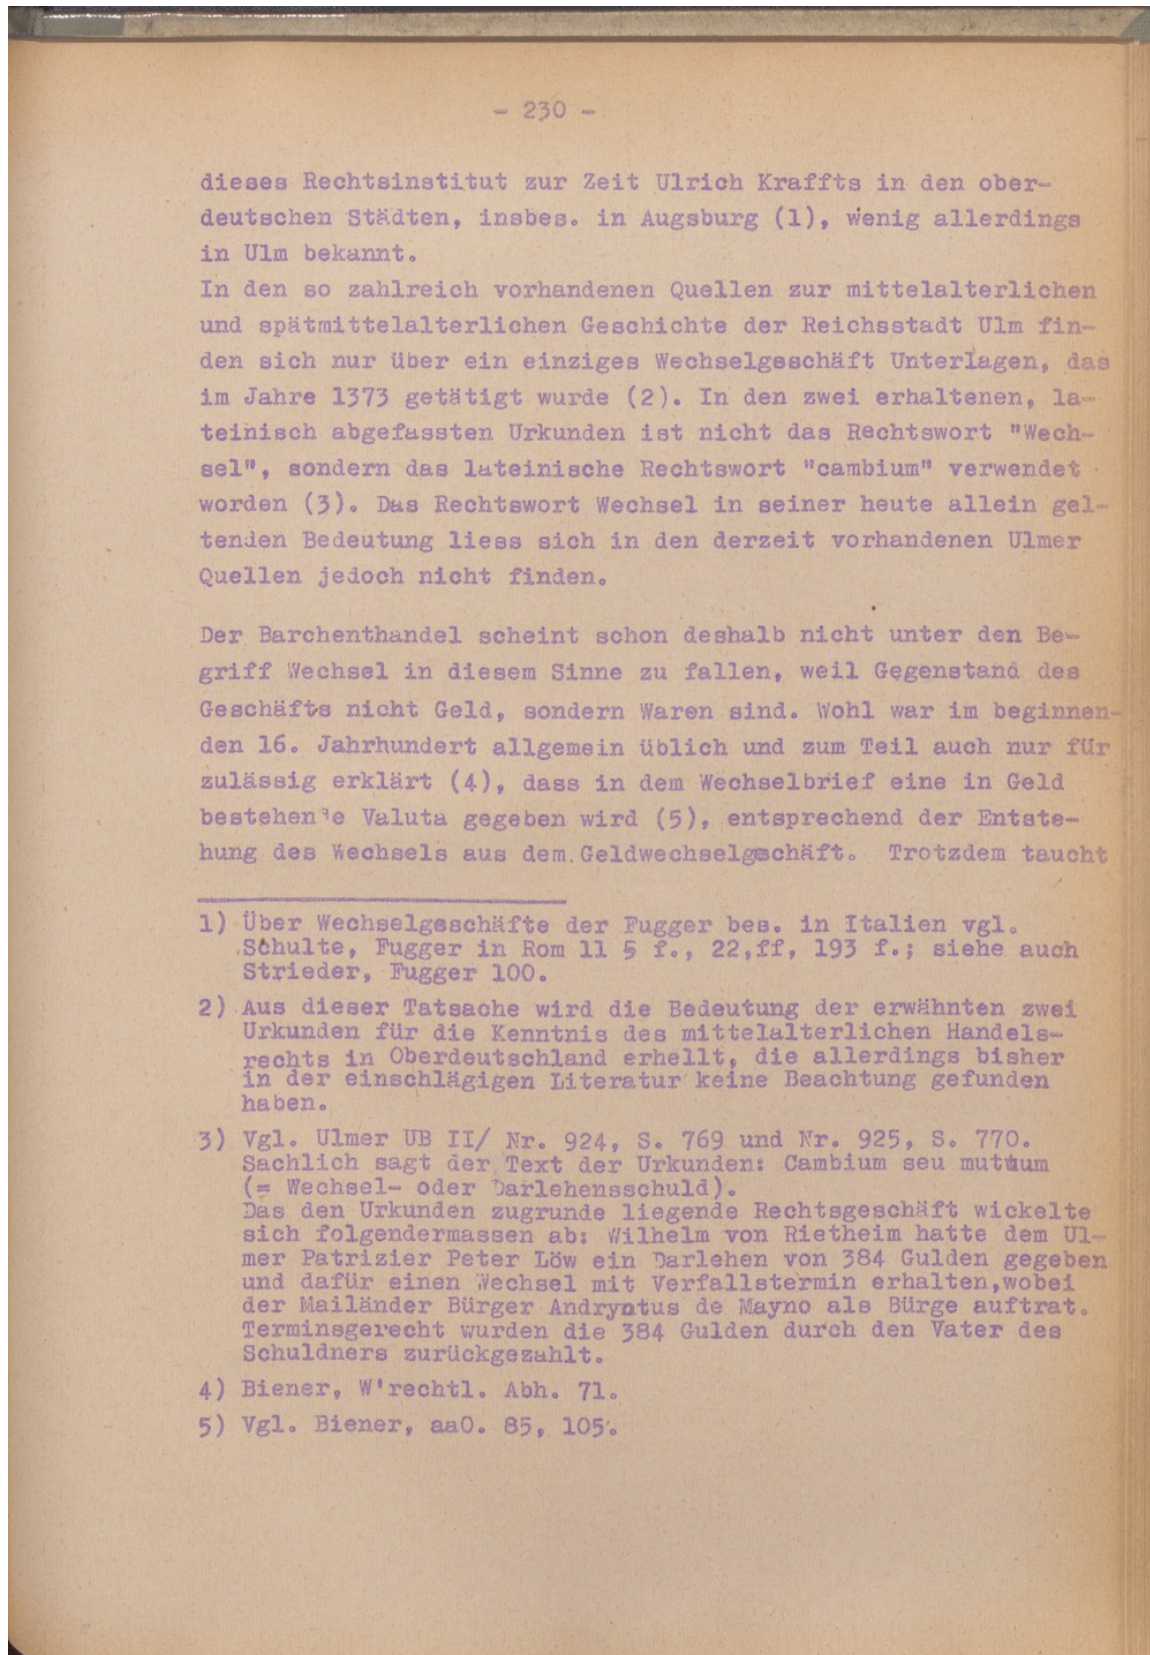 - 230 -
dieses Rechtsinstitut zur Zeit Ulrich Kraffts in den ober-
deutschen Städten, insbes. in Augsburg (1), wenig allerdings
in Ulm bekannt.
In den so zahlreich vorhandenen Quellen zur mittelalterlichen
und spätmittelalterlichen Geschichte der Reichsstadt Ulm fin-
den sich nur über ein einziges Wechselgeschäft Unterlagen, das
im Jahre 1373 getätigt wurde (2). In den zwei erhaltenen, la-
teinisch abgefassten Urkunden ist nicht das Rechtswort "Wech-
sel", sondern das lateinische Rechtswort "cambium" verwendet
worden (3). Das Rechtswort Wechsel in seiner heute allein gel-
tenden Bedeutung liess sich in den derzeit vorhandenen Ulmer
Quellen jedoch nicht finden.
Der Barchenthandel scheint schon deshalb nicht unter den Be-
griff Wechsel in diesem Sinne zu fallen, weil Gegenstand des
Geschäfts nicht Geld, sondern Waren sind. Wohl war im beginnen-
den 16. Jahrhundert allgemein üblich und zum Teil auch nur für
zulässig erklärt (4), dass in dem Wechselbrief eine in Geld
bestehende Valuta gegeben wird (5), entsprechend der Entste-
hung des Wechsels aus dem Geldwechselgeschäft. Trotzdem taucht
1) Über Wechselgeschäfte der Fugger bes. in Italien vgl.
Schulte, Fugger in Rom 11 5 f., 22,ff, 193 f.; siehe auch
Strieder, Fugger 100.
2) Aus dieser Tatsache wird die Bedeutung der erwähnten zwei
Urkunden für die Kenntnis des mittelalterlichen Handels-
rechts in Oberdeutschland erhellt, die allerdings bisher
in der einschlägigen Literatur keine Beachtung gefunden
haben.
3) Vgl. Ulmer UB II/ Nr. 924, S. 769 und Nr. 925, S. 770.
Sachlich sagt der Text der Urkunden: Cambium seu mutuum
(= Wechsel- oder Darlehensschuld).
Das den Urkunden zugrunde liegende Rechtsgeschäft wickelte
sich folgendermassen ab: Wilhelm von Rietheim hatte dem Ul-
mer Patrizier Peter Löw ein Darlehen von 384 Gulden gegeben
und dafür einen Wechsel mit Verfallstermin erhalten,wobei
der Mailänder Bürger Andryotus de Mayno als Bürge auftrat.
Terminsgerecht wurden die 384 Gulden durch den Vater des
Schuldners zurückgezahlt.
4) Biener, W'rechtl. Abh. 71.
5) Vgl. Biener, aaO. 85, 105.